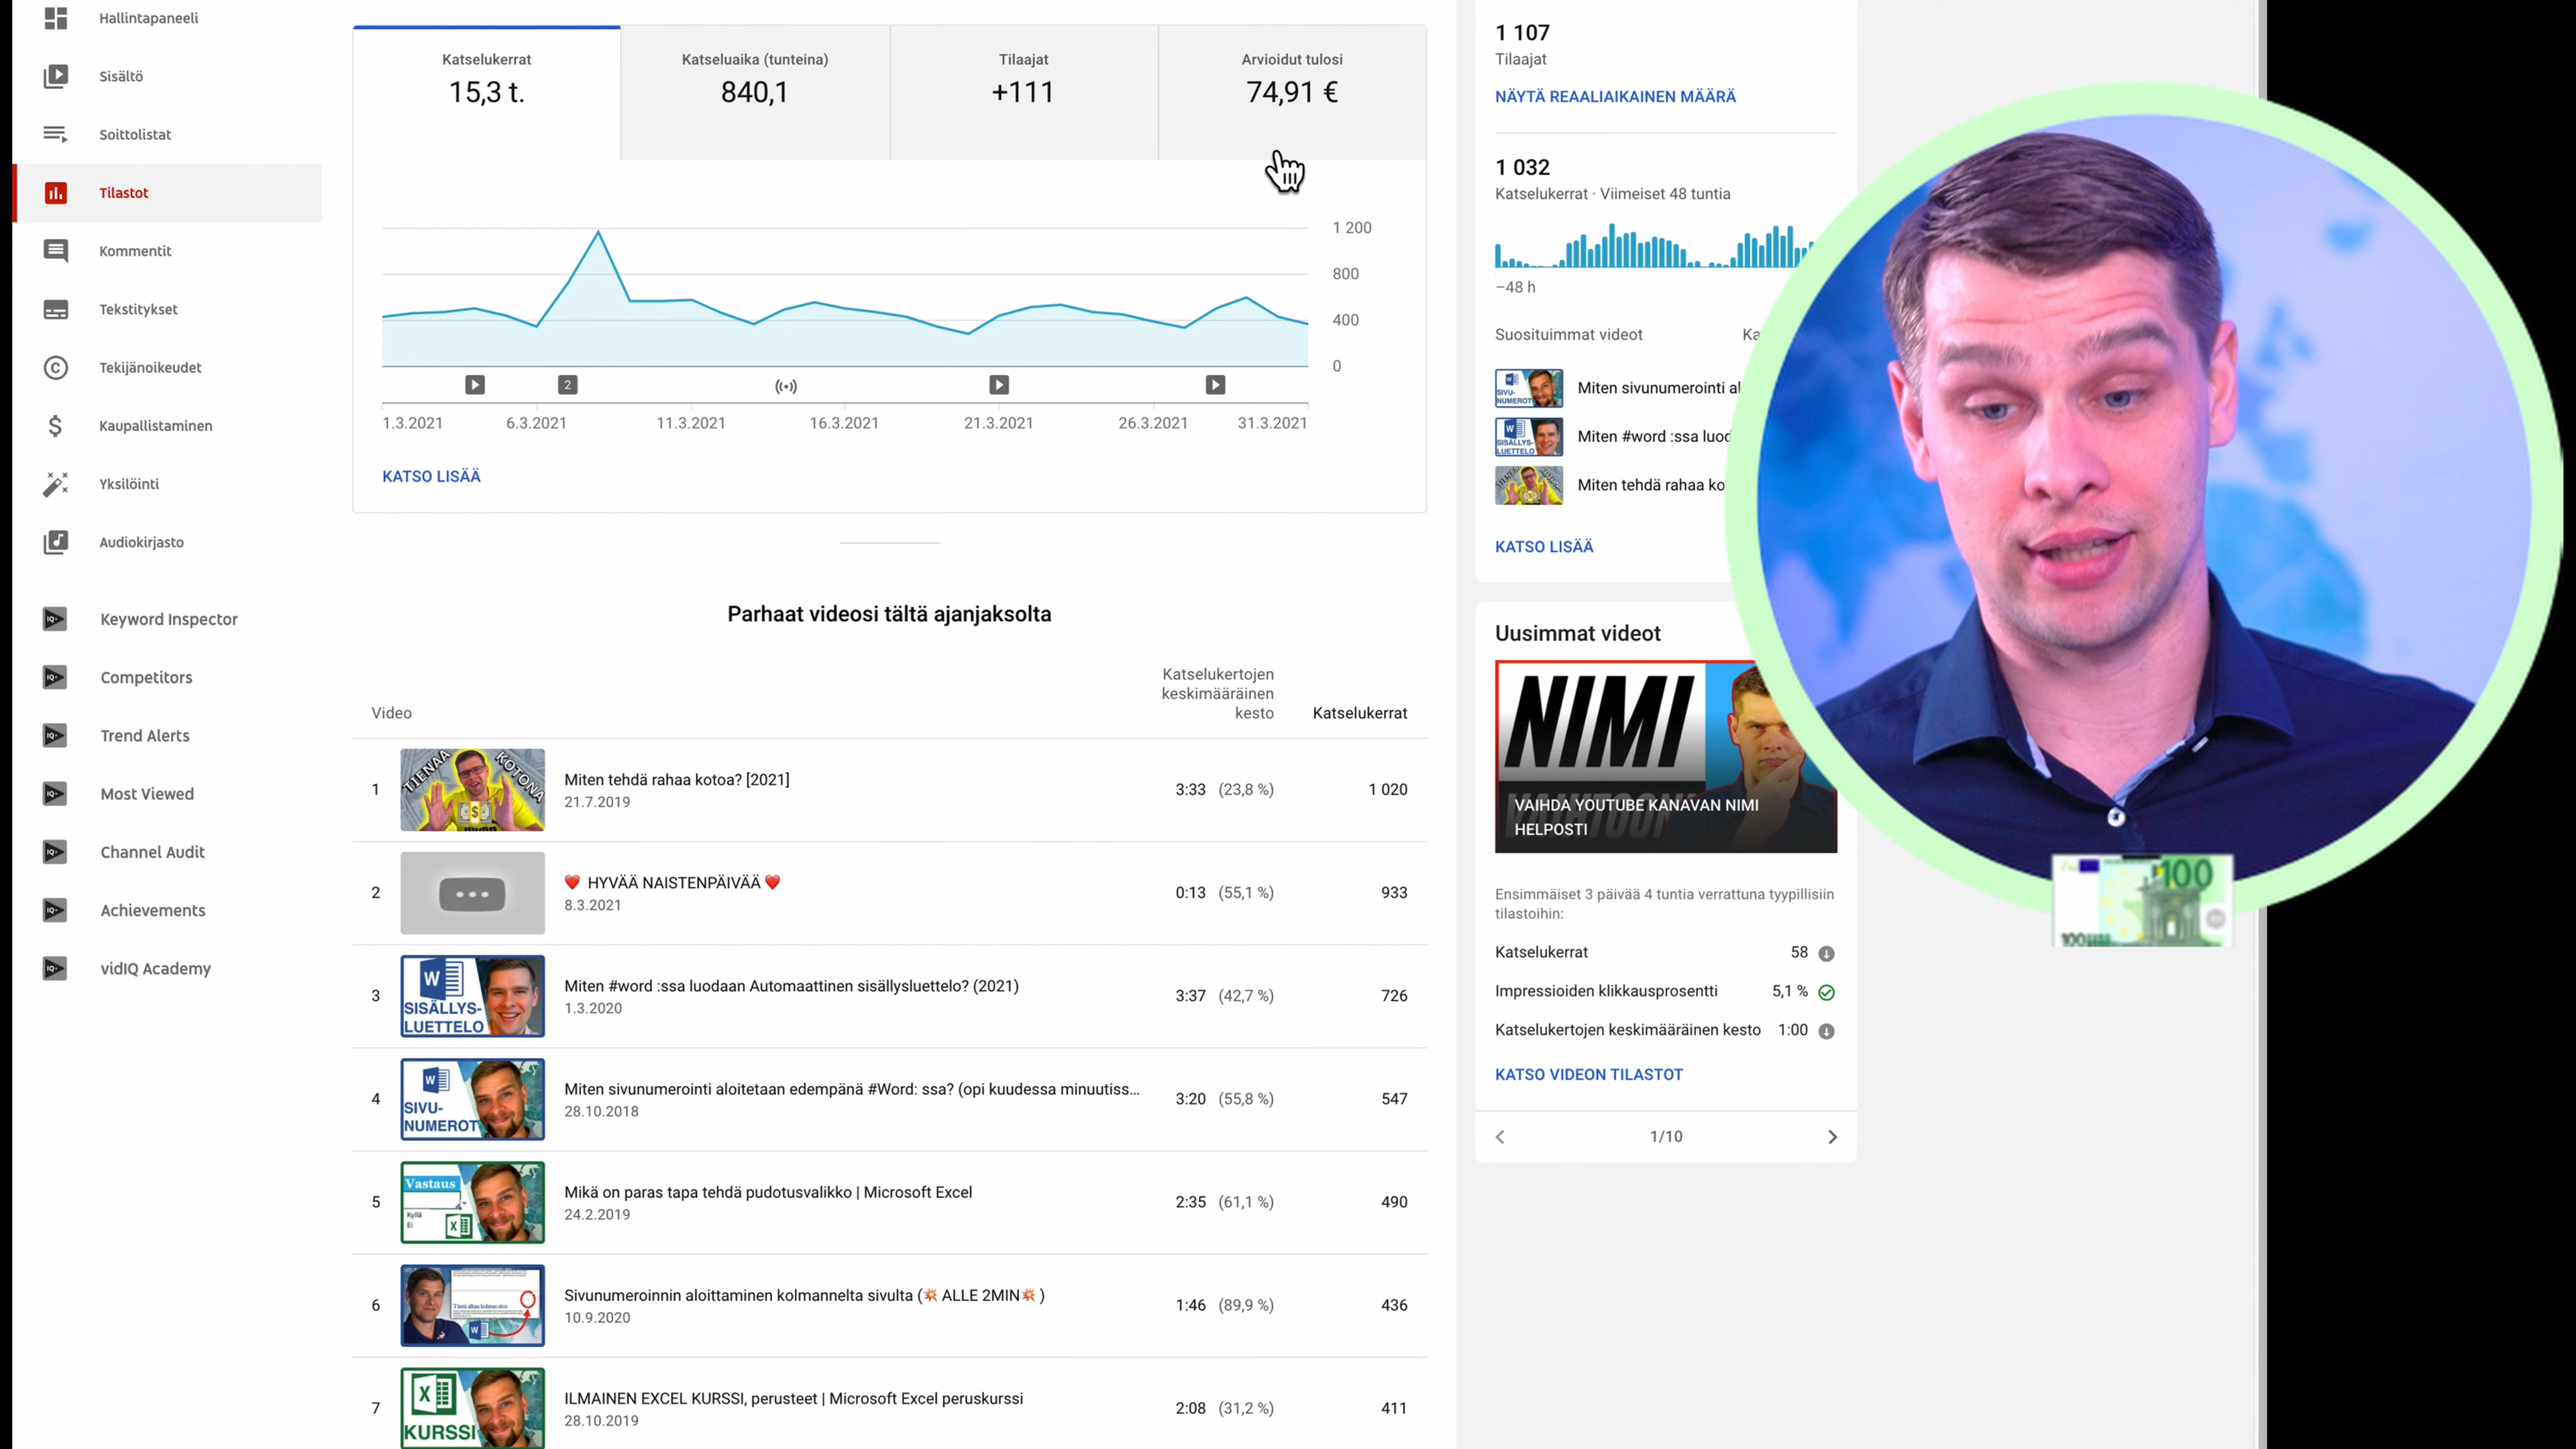 Hallintapaneeli
Sisältö
Soittolistat
Tilastot
Kommentit
Tekstitykset
Tekijänoikeudet
Kaupallistaminen
Yksilöinti
Audiokirjasto
Keyword Inspector
Competitors
Trend Alerts
Most Viewed
Channel Audit
Achievements
vidIQ Academy
Katselukerrat
15,3 t.
Katseluaika (tunteina)
840,1
Tilaajat
+111
Arvioidut tulosi
74,91 €
1 200
800
400
0
2
1.3.2021 6.3.2021 11.3.2021 16.3.2021 21.3.2021 26.3.2021 31.3.2021
KATSO LISÄÄ
Parhaat videosi tältä ajanjaksolta
Video
Katselukertojen
keskimääräinen
kesto
Katselukerrat
1
TIENAA KOTONA
Miten tehdä rahaa kotoa? [2021]
21.7.2019
3:33 (23,8 %) 1 020
2
❤️ HYVÄÄ NAISTENPÄIVÄÄ ❤️
8.3.2021
0:13 (55,1 %) 933
3
W
SISÄLLYS-
LUETTELO
Miten #word :ssa luodaan Automaattinen sisällysluettelo? (2021)
1.3.2020
3:37 (42,7 %) 726
4
W
SIVU-
NUMEROT
Miten sivunumerointi aloitetaan edempänä #Word: ssa? (opi kuudessa minuutiss...
28.10.2018
3:20 (55,8 %) 547
5
Vastaus
Kyllä
Ei
Mikä on paras tapa tehdä pudotusvalikko | Microsoft Excel
24.2.2019
2:35 (61,1 %) 490
6
W
Sivunumeroinnin aloittaminen kolmannelta sivulta (💥 ALLE 2MIN💥 )
10.9.2020
1:46 (89,9 %) 436
7
X
KURSSI
ILMAINEN EXCEL KURSSI, perusteet | Microsoft Excel peruskurssi
28.10.2019
2:08 (31,2 %) 411
1 107
Tilaajat
NÄYTÄ REAALIAIKAINEN MÄÄRÄ
1 032
Katselukerrat · Viimeiset 48 tuntia
−48 h
Suosituimmat videot Ka
SIVU-
NUMEROT
Miten sivunumerointi al
SISÄLLYS-
LUETTELO
Miten #word :ssa luod
Miten tehdä rahaa ko
KATSO LISÄÄ
Uusimmat videot
NIMI
VAIHDA YOUTUBE KANAVAN NIMI
HELPOSTI
Ensimmäiset 3 päivää 4 tuntia verrattuna tyypillisiin
tilastoihin:
Katselukerrat 58
Impressioiden klikkausprosentti 5,1 %
Katselukertojen keskimääräinen kesto 1:00
KATSO VIDEON TILASTOT
1/10
100
100